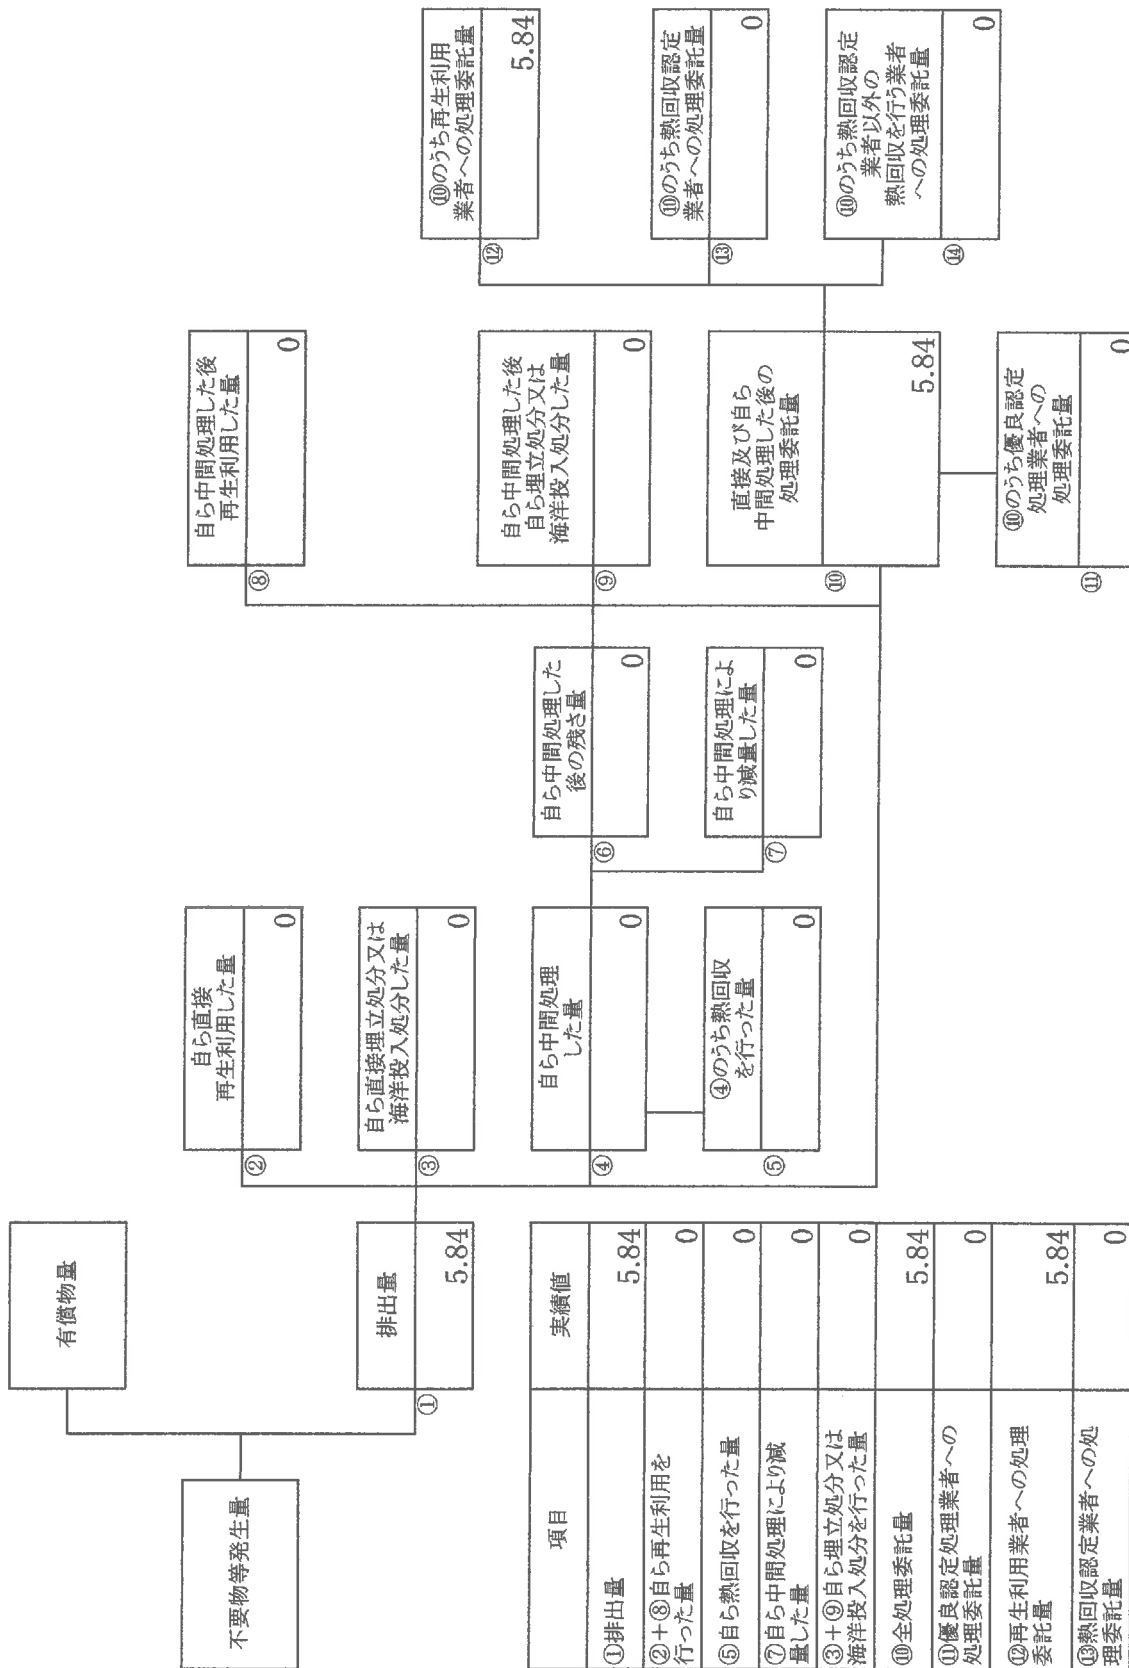 不要物等発生量
有償物量
①
排出量
5.84
②
自ら直接
再生利用した量
0
③
自ら直接埋立処分又は
海洋投入処分した量
0
④
自ら中間処理
した量
0
⑤
④のうち熱回収
を行った量
0
⑥
自ら中間処理した
後の残さ量
0
⑦
自ら中間処理によ
り減量した量
0
⑧
自ら中間処理した後
再生利用した量
0
⑨
自ら中間処理した後
自ら埋立処分又は
海洋投入処分した量
0
⑩
直接及び自ら
中間処理した後の
処理委託量
5.84
⑪
⑩のうち優良認定
処理業者への
処理委託量
0
⑫
⑩のうち再生利用
業者への処理委託量
5.84
⑬
⑩のうち熱回収認定
業者への処理委託量
0
⑭
⑩のうち熱回収認定
業者以外の
熱回収を行う業者
への処理委託量
0
項目 実績値
①排出量 5.84
②+⑧自ら再生利用を
行った量 0
⑤自ら熱回収を行った量 0
⑦自ら中間処理により減
量した量 0
③+⑨自ら埋立処分又は
海洋投入処分を行った量 0
⑩全処理委託量 5.84
⑪優良認定処理業者への
処理委託量 0
⑫再生利用業者への処理
委託量 5.84
⑬熱回収認定業者への処
理委託量 0